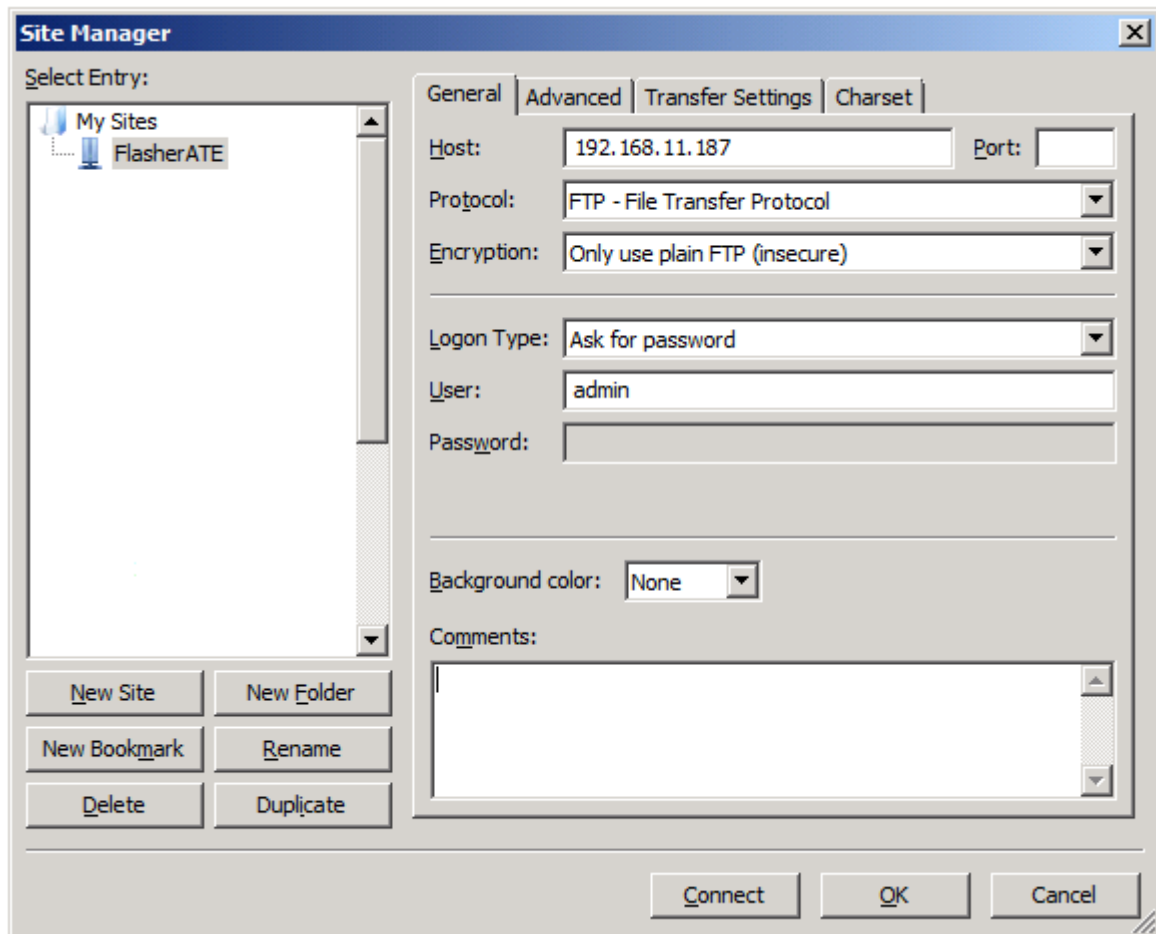 Site Manager
Select Entry:
My Sites
FlasherATE
New Site New Folder
New Bookmark Rename
Delete Duplicate
General Advanced Transfer Settings Charset
Host: 192.168.11.187 Port:
Protocol: FTP - File Transfer Protocol
Encryption: Only use plain FTP (insecure)
Logon Type: Ask for password
User: admin
Password:
Background color: None
Comments:
Connect OK Cancel